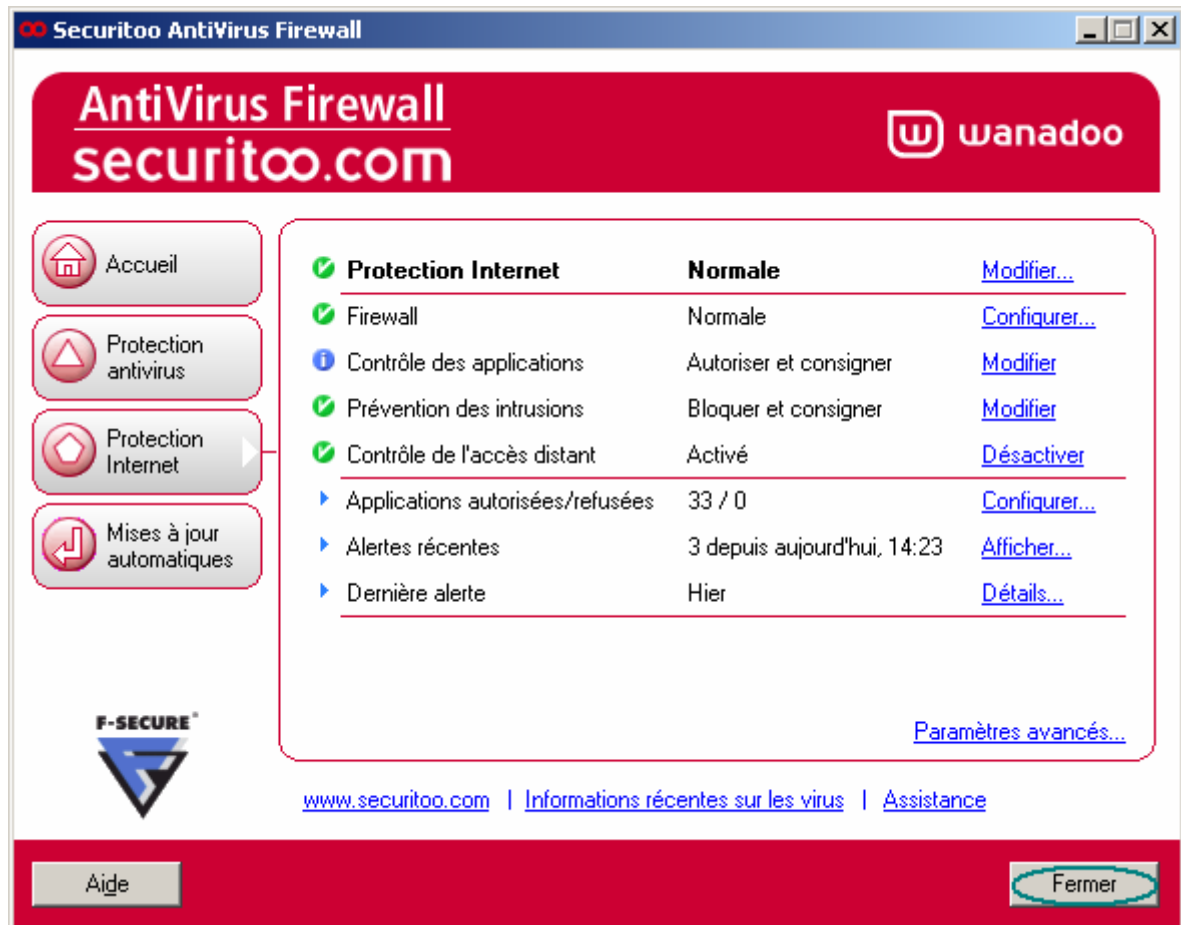 Securitoo AntiVirus Firewall
AntiVirus Firewall
securitoo.com
wanadoo
Accueil
Protection
antivirus
Protection
Internet
Mises à jour
automatiques
Protection Internet Normale Modifier...
Firewall Normale Configurer...
Contrôle des applications Autoriser et consigner Modifier
Prévention des intrusions Bloquer et consigner Modifier
Contrôle de l'accès distant Activé Désactiver
Applications autorisées/refusées 33 / 0 Configurer...
Alertes récentes 3 depuis aujourd'hui, 14:23 Afficher...
Dernière alerte Hier Détails...
Paramètres avancés...
F-SECURE®
www.securitoo.com | Informations récentes sur les virus | Assistance
Aide
Fermer